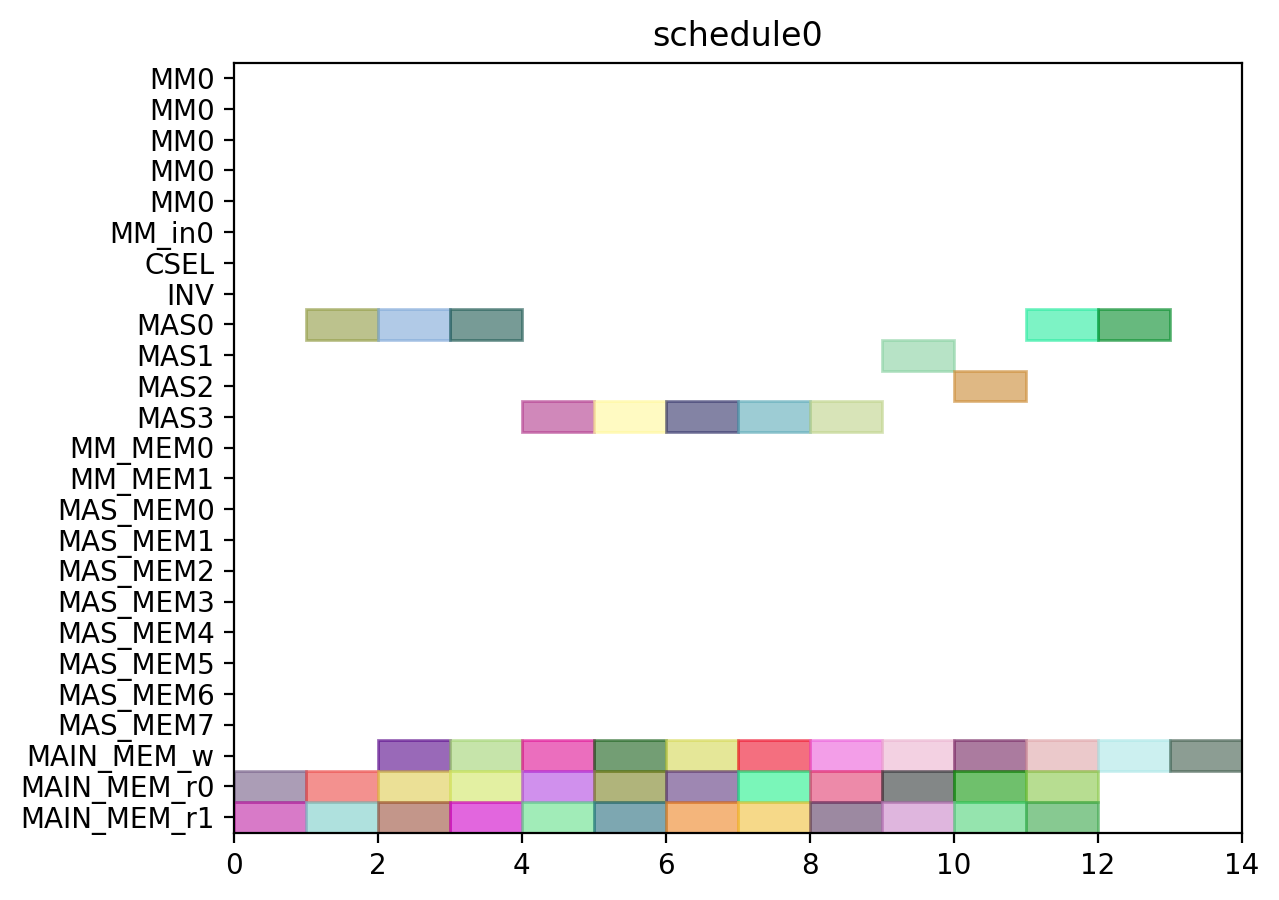 schedule0
MM0
MM0
MM0
MM0
MM0
MM_in0
CSEL
INV
MAS0
MAS1
MAS2
MAS3
MM_MEM0
MM_MEM1
MAS_MEM0
MAS_MEM1
MAS_MEM2
MAS_MEM3
MAS_MEM4
MAS_MEM5
MAS_MEM6
MAS_MEM7
MAIN_MEM_w
MAIN_MEM_r0
MAIN_MEM_r1
0 2 4 6 8 10 12 14